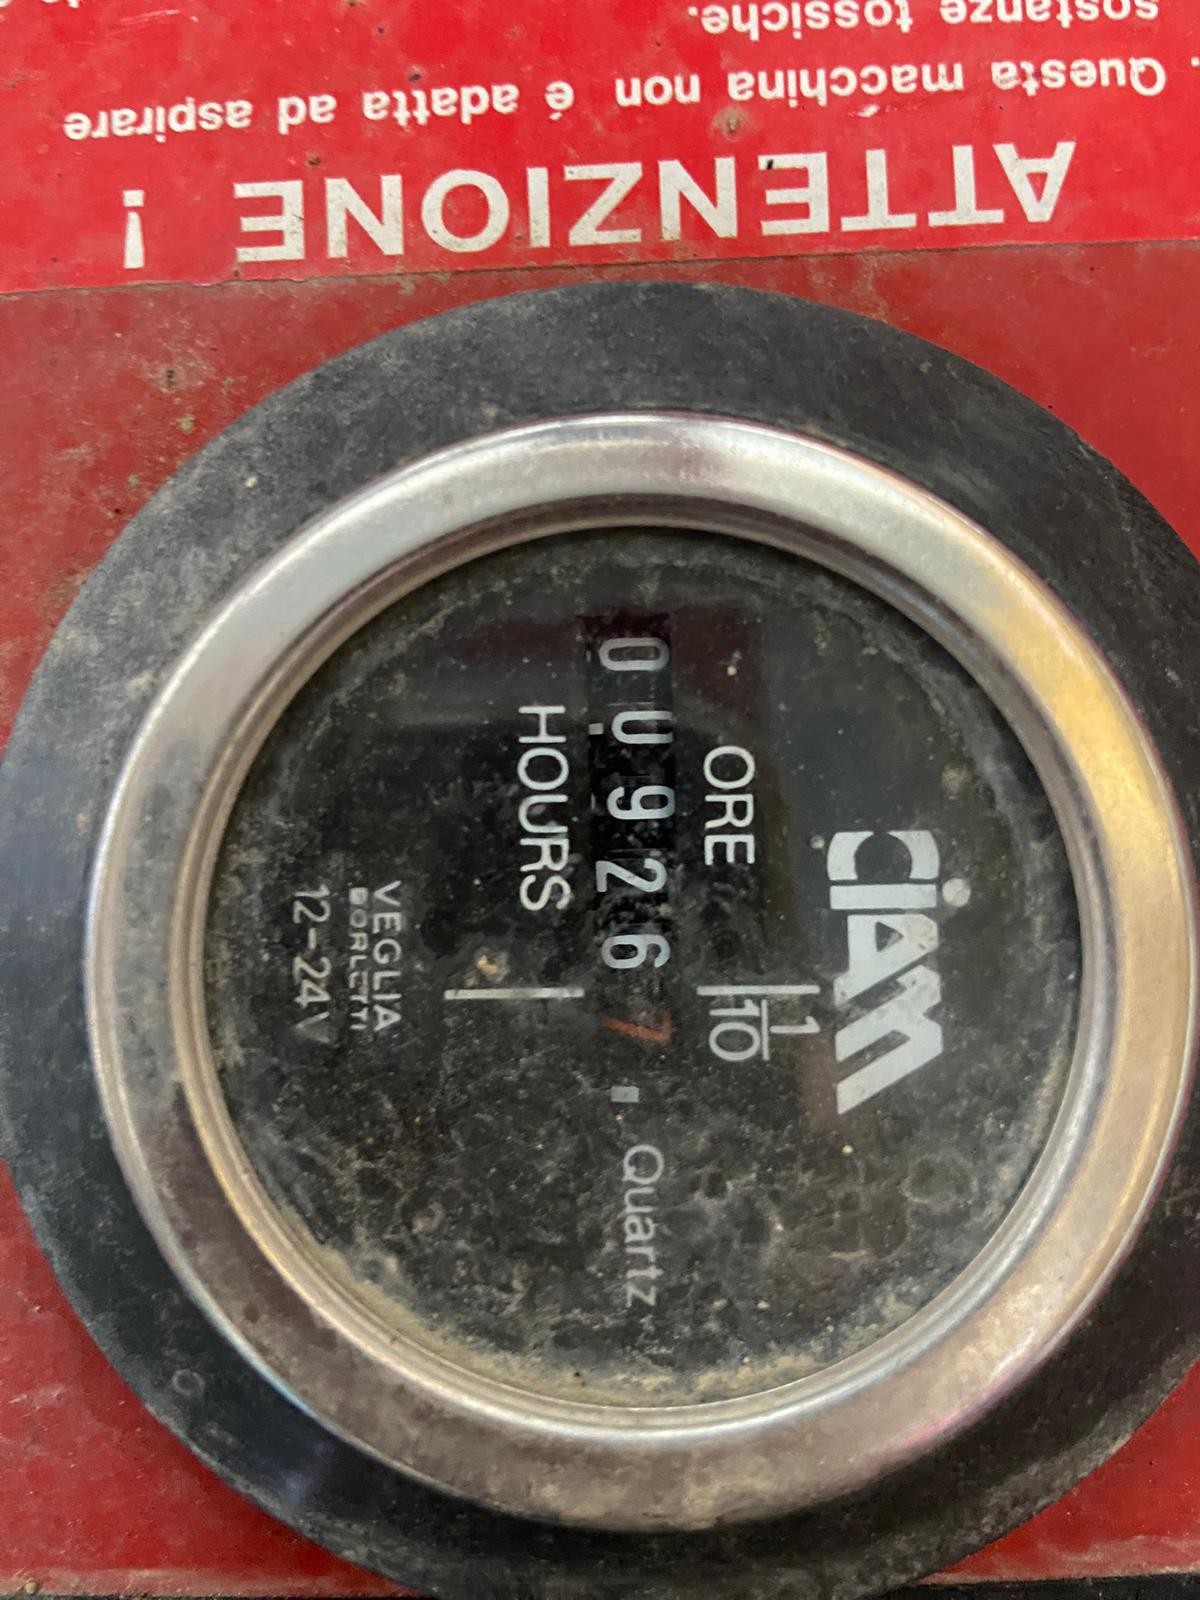 ATTENZIONE !
. Questa macchina non é adatta ad aspirare
sostanze tossiche.
CIAM
ORE
1
10
0 0 9 2 6 7
Quartz
HOURS
VEGLIA
BORLETTI
12-24V